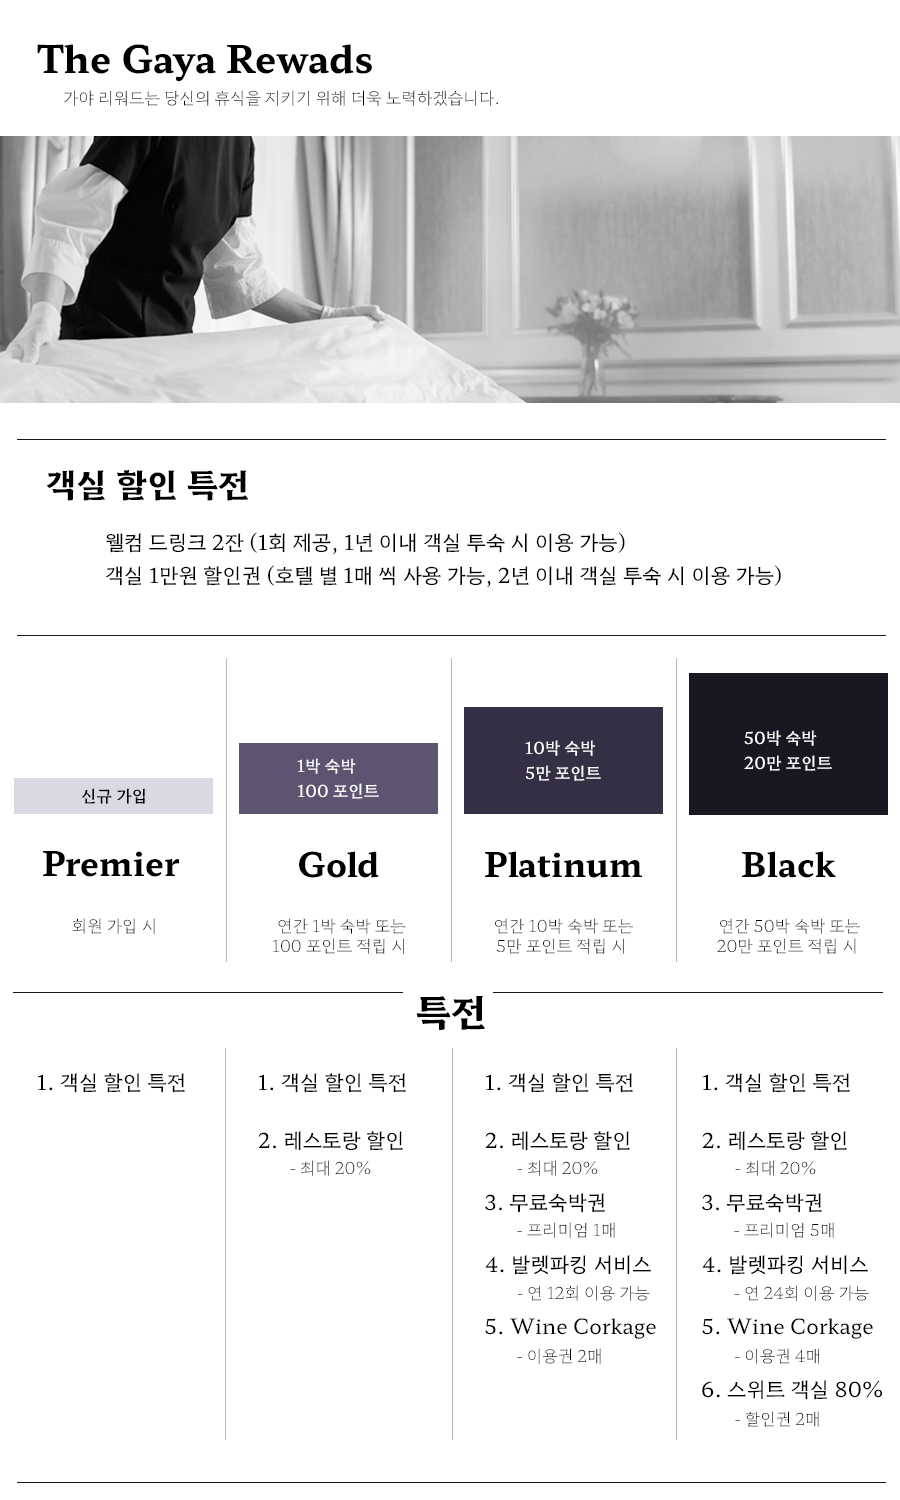 The Gaya Rewads
가야 리워드는 당신의 휴식을 지키기 위해 더욱 노력하겠습니다.
객실 할인 특전
웰컴 드링크 2잔 (1회 제공, 1년 이내 객실 투숙 시 이용 가능)
객실 1만원 할인권 (호텔 별 1매 씩 사용 가능, 2년 이내 객실 투숙 시 이용 가능)
신규 가입
Premier
회원 가입 시
1박 숙박
100 포인트
Gold
연간 1박 숙박 또는
100 포인트 적립 시
10박 숙박
5만 포인트
Platinum
연간 10박 숙박 또는
5만 포인트 적립 시
50박 숙박
20만 포인트
Black
연간 50박 숙박 또는
20만 포인트 적립 시
특전
1. 객실 할인 특전
1. 객실 할인 특전
2. 레스토랑 할인
- 최대 20%
1. 객실 할인 특전
2. 레스토랑 할인
- 최대 20%
3. 무료숙박권
- 프리미엄 1매
4. 발렛파킹 서비스
- 연 12회 이용 가능
5. Wine Corkage
- 이용권 2매
1. 객실 할인 특전
2. 레스토랑 할인
- 최대 20%
3. 무료숙박권
- 프리미엄 5매
4. 발렛파킹 서비스
- 연 24회 이용 가능
5. Wine Corkage
- 이용권 4매
6. 스위트 객실 80%
- 할인권 2매